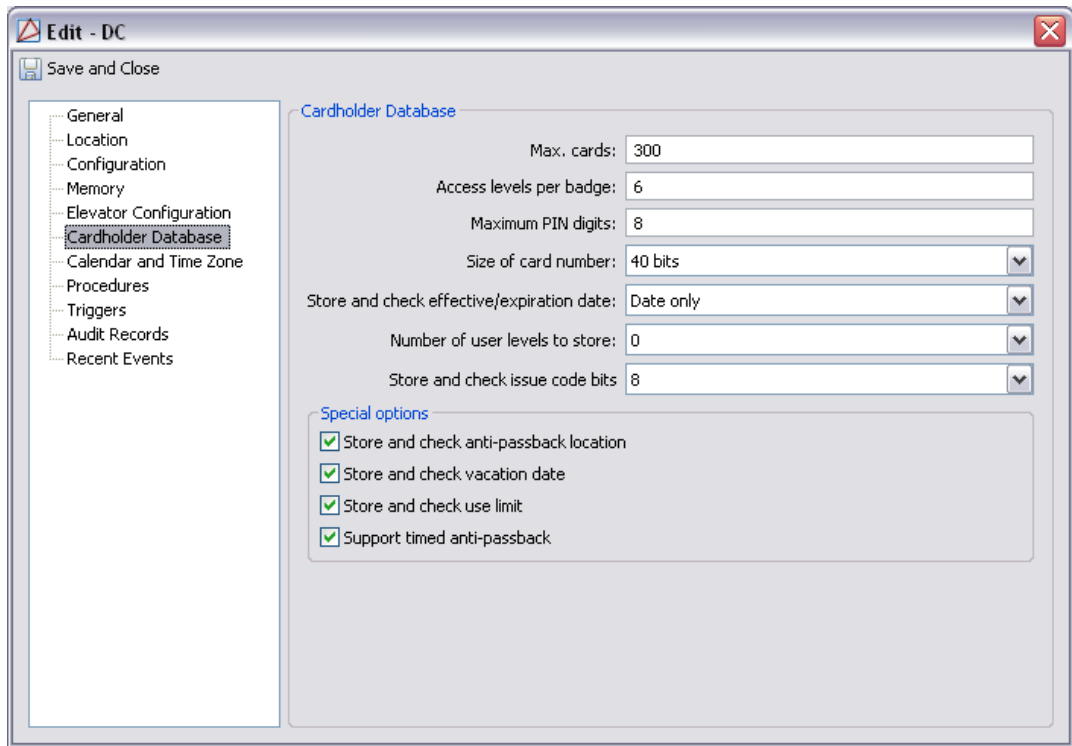 Edit - DC
Save and Close
General
Location
Configuration
Memory
Elevator Configuration
Cardholder Database
Calendar and Time Zone
Procedures
Triggers
Audit Records
Recent Events
Cardholder Database
Max. cards: 300
Access levels per badge: 6
Maximum PIN digits: 8
Size of card number: 40 bits
Store and check effective/expiration date: Date only
Number of user levels to store: 0
Store and check issue code bits 8
Special options
Store and check anti-passback location
Store and check vacation date
Store and check use limit
Support timed anti-passback